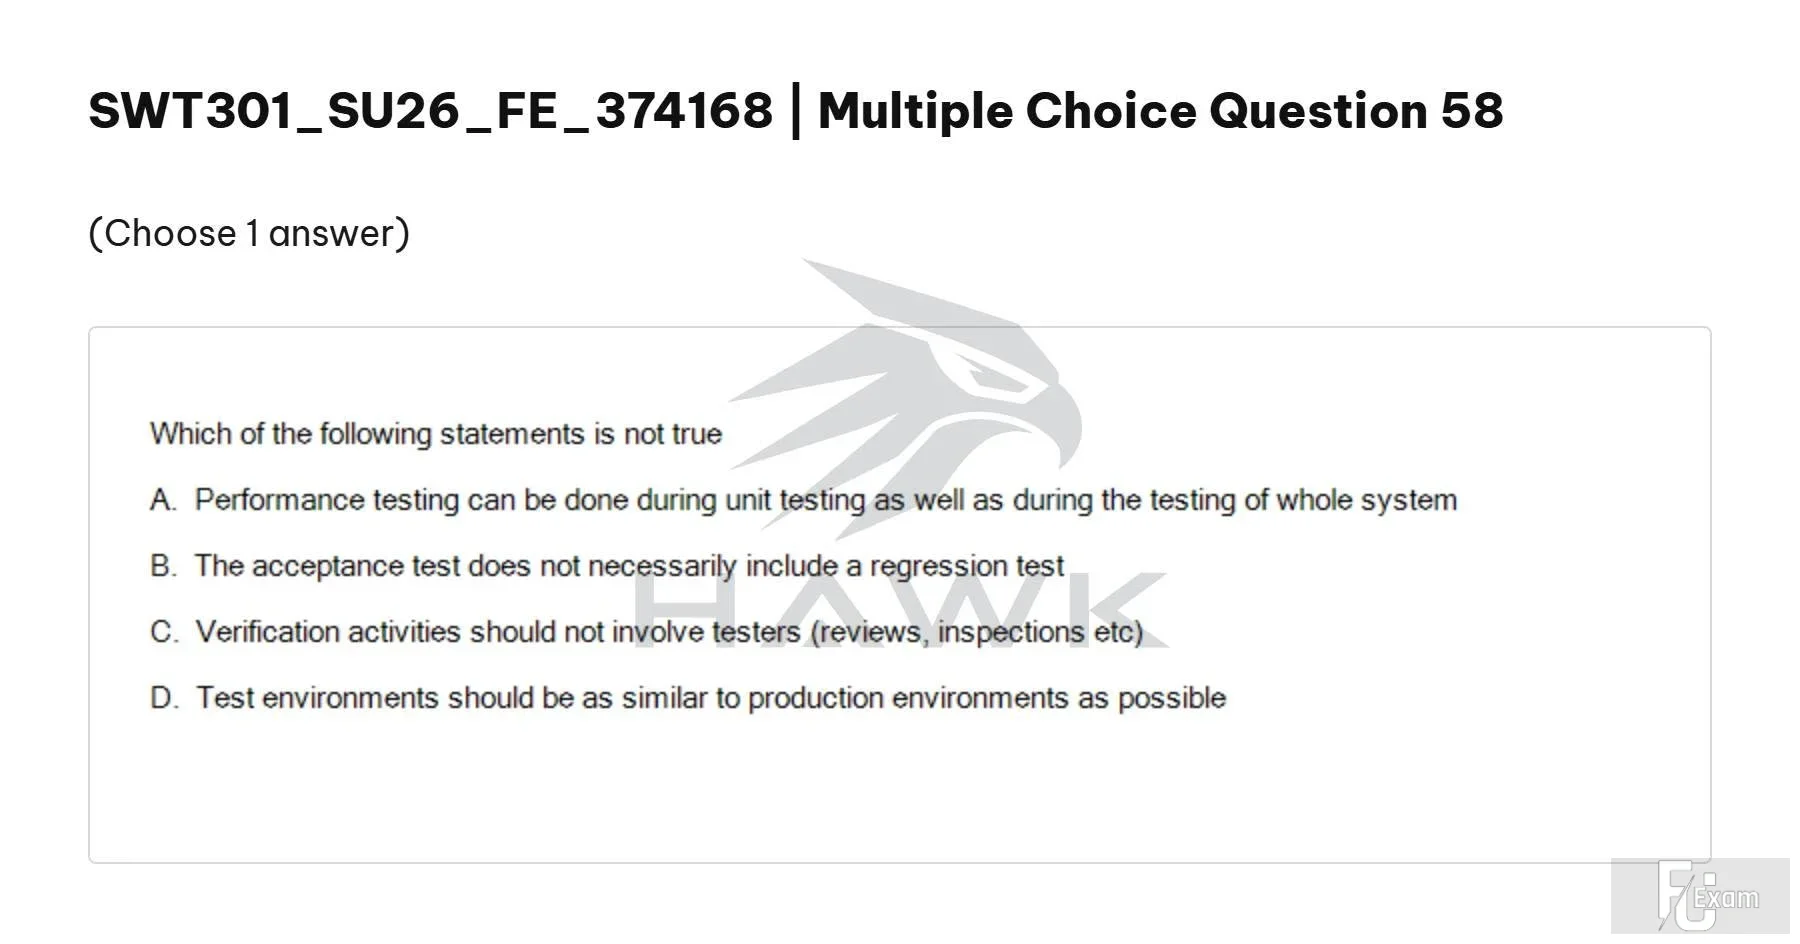 SWT301_SU26_FE_374168 | Multiple Choice Question 58
(Choose 1 answer)
Which of the following statements is not true
A. Performance testing can be done during unit testing as well as during the testing of whole system
B. The acceptance test does not necessarily include a regression test
C. Verification activities should not involve testers (reviews, inspections etc)
D. Test environments should be as similar to production environments as possible
HAWK
FU Exam